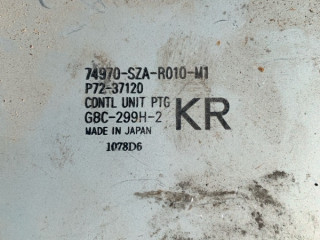 74970-SZA-R010-M1
P72-37120
CONTL UNIT PTG
GBC-299H-2
KR
MADE IN JAPAN
1078D6